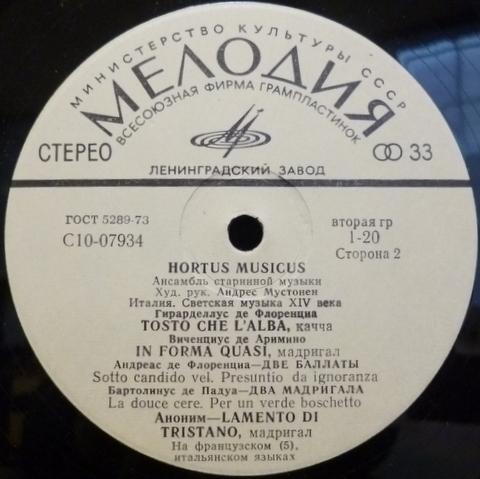 МИНИСТЕРСТВО КУЛЬТУРЫ СССР
МЕЛОДИЯ
ВСЕСОЮЗНАЯ ФИРМА ГРАМПЛАСТИНОК
СТЕРЕО
33
ЛЕНИНГРАДСКИЙ ЗАВОД
ГОСТ 5289-73
С10-07934
вторая гр
1-20
Сторона 2
HORTUS MUSICUS
Ансамбль старинной музыки
Худ. рук. Андрес Мустонен
Италия. Светская музыка XIV века
Гирарделлус де Флоренциа
TOSTO CHE L'ALBA, качча
Виченциус де Аримино
IN FORMA QUASI, мадригал
Андреас де Флоренциа—ДВЕ БАЛЛАТЫ
Sotto candido vel. Presuntio da ignoranza
Бартолинус де Падуа—ДВА МАДРИГАЛА
La douce cere. Per un verde boschetto
Аноним—LAMENTO DI
TRISTANO, мадригал
На французском (5),
итальянском языках